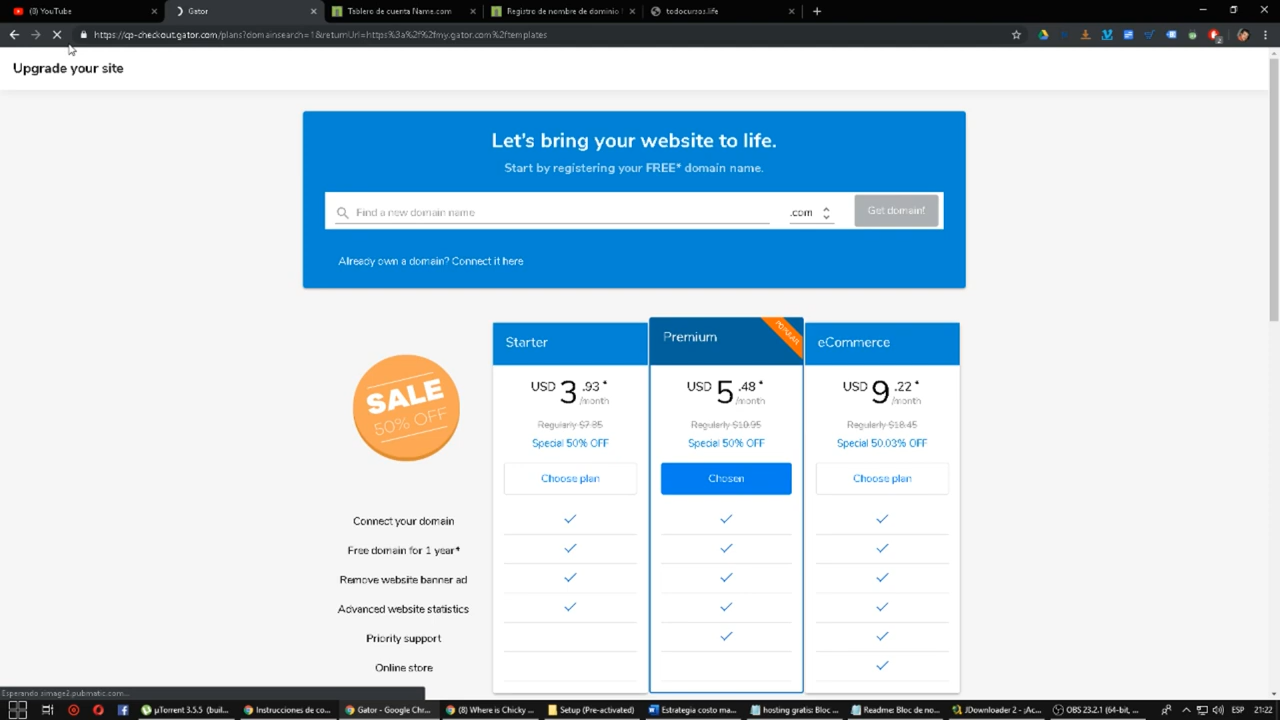 (8) YouTube
Gator
Tablero de cuenta Name.com
Registro de nombre de dominio
todocursos.life
https://cp-checkout.gator.com/plans?domainsearch=1&returnUrl=https%3a%2f%2fmy.gator.com%2ftemplates
Upgrade your site
Let's bring your website to life.
Start by registering your FREE* domain name.
Find a new domain name
.com
Get domain!
Already own a domain? Connect it here
SALE
50% OFF
Starter
Premium
POPULAR
eCommerce
USD 3 .93 * /month
USD 5 .48 * /month
USD 9 .22 * /month
Regularly $7.85
Regularly $10.95
Regularly $18.45
Special 50% OFF
Special 50% OFF
Special 50.03% OFF
Choose plan
Chosen
Choose plan
Connect your domain
Free domain for 1 year*
Remove website banner ad
Advanced website statistics
Priority support
Online store
Esperando simage2.pubmatic.com...
µTorrent 3.5.5 (buil...
Instrucciones de co...
Gator - Google Chr...
(8) Where is Chicky ...
Setup (Pre-activated)
Estrategia costo ma...
hosting gratis: Bloc ...
Readme: Bloc de no...
JDownloader 2 - ¡Ac...
OBS 23.2.1 (64-bit, ...
ESP
21:22